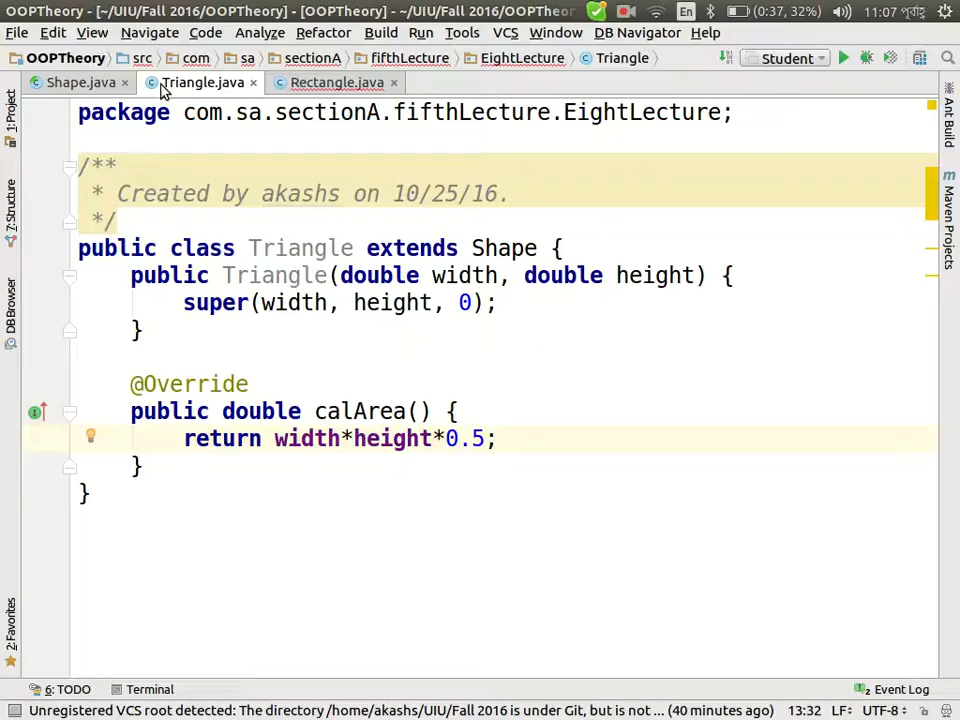 OOPTheory - [~/UIU/Fall 2016/OOPTheory] - [OOPTheory] - ~/UIU/Fall 2016/OOPTheory/src/com/sa/se
En (0:37, 32%) 11:07 পূর্বাহ্ণ
File Edit View Navigate Code Analyze Refactor Build Run Tools VCS Window DB Navigator Help
OOPTheory src com sa sectionA fifthLecture EightLecture Triangle Student
Shape.java Triangle.java Rectangle.java
1: Project
7: Structure
DB Browser
2: Favorites
package com.sa.sectionA.fifthLecture.EightLecture;
/**
* Created by akashs on 10/25/16.
*/
public class Triangle extends Shape {
public Triangle(double width, double height) {
super(width, height, 0);
}
@Override
public double calArea() {
return width*height*0.5;
}
}
Ant Build
m Maven Projects
6: TODO Terminal Event Log
Unregistered VCS root detected: The directory /home/akashs/UIU/Fall 2016 is under Git, but is not ... (40 minutes ago) 13:32 LF UTF-8